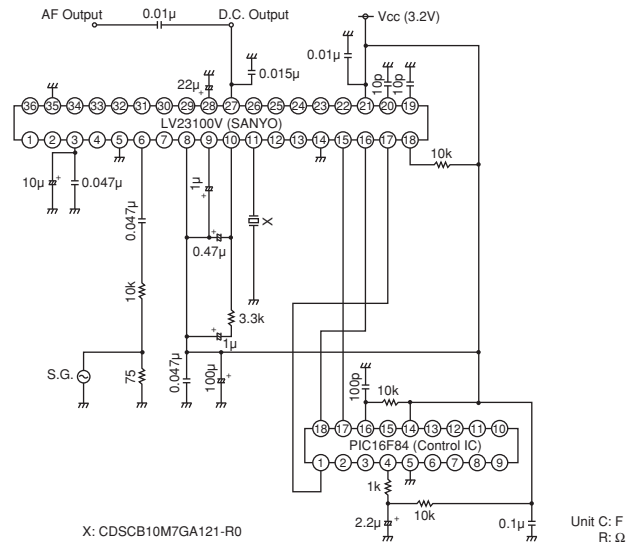 AF Output 0.01μ D.C. Output Vcc (3.2V)
0.01μ
22μ + 0.015μ 10p 10p
36 35 34 33 32 31 30 29 28 27 26 25 24 23 22 21 20 19
LV23100V (SANYO)
1 2 3 4 5 6 7 8 9 10 11 12 13 14 15 16 17 18
10k
10μ + 0.047μ 0.047μ 1μ + X
+ 0.47μ
10k 3.3k
+ 1μ
S.G. 75 0.047μ 100μ + 100p 10k
18 17 16 15 14 13 12 11 10
PIC16F84 (Control IC)
1 2 3 4 5 6 7 8 9
1k
10k
2.2μ + 0.1μ
X: CDSCB10M7GA121-R0
Unit C: F
R: Ω